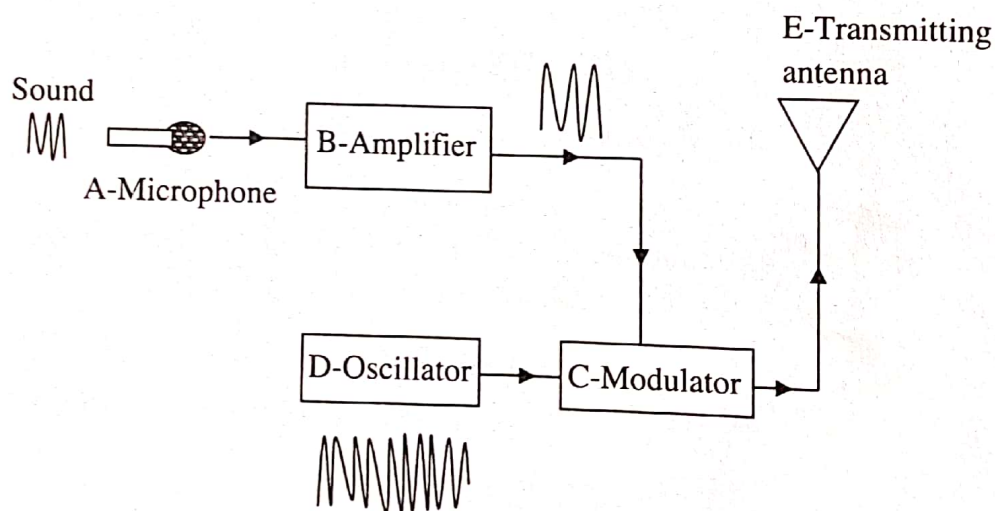 E-Transmitting
antenna
Sound
B-Amplifier
A-Microphone
D-Oscillator
C-Modulator